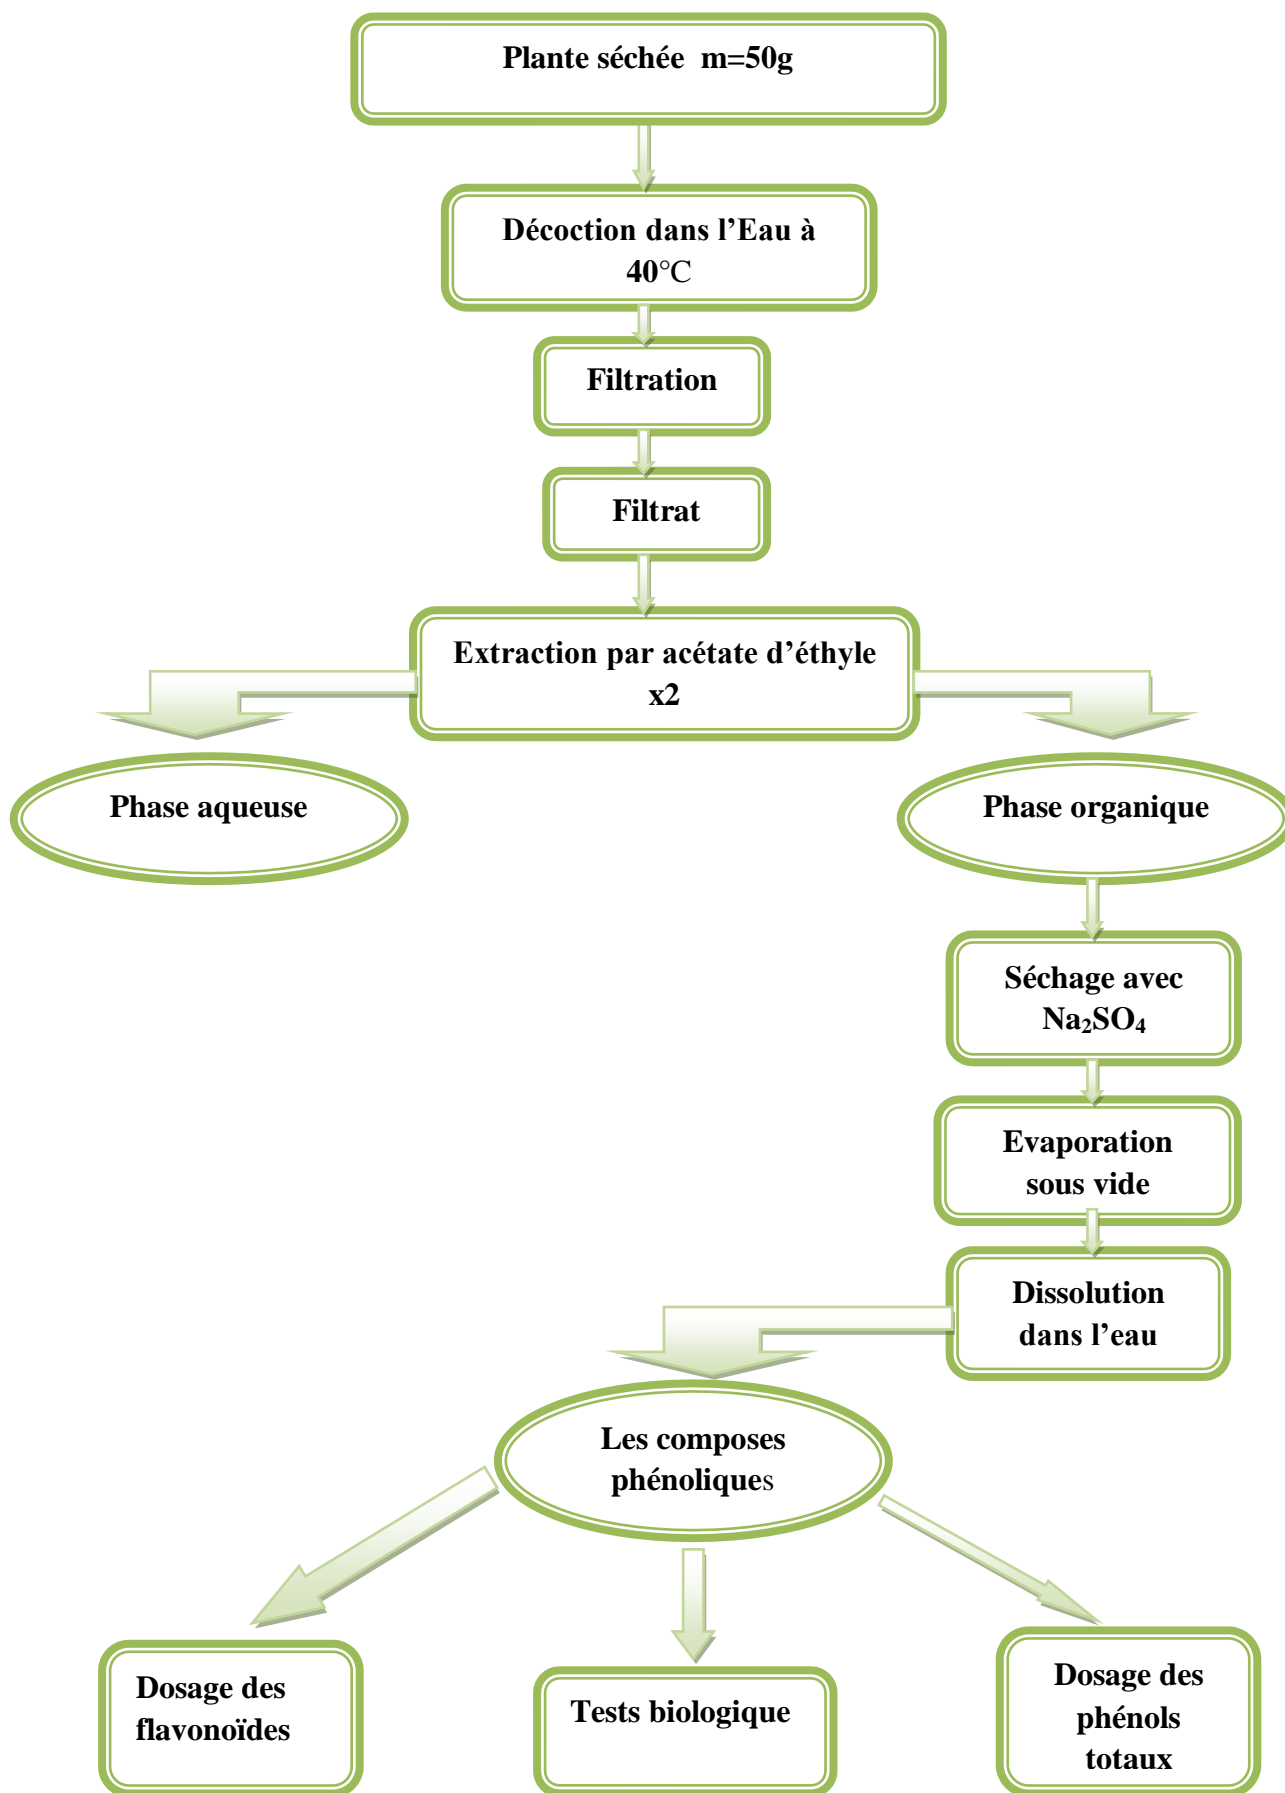 Plante séchée  m=50g
Décoction dans l’Eau à
40°C
Filtration
Filtrat
Extraction par acétate d’éthyle
x2
Phase aqueuse
Phase organique
Séchage avec
Na₂SO₄
Evaporation
sous vide
Dissolution
dans l’eau
Les composes
phénoliques
Dosage des
flavonoïdes
Tests biologique
Dosage des
phénols
totaux